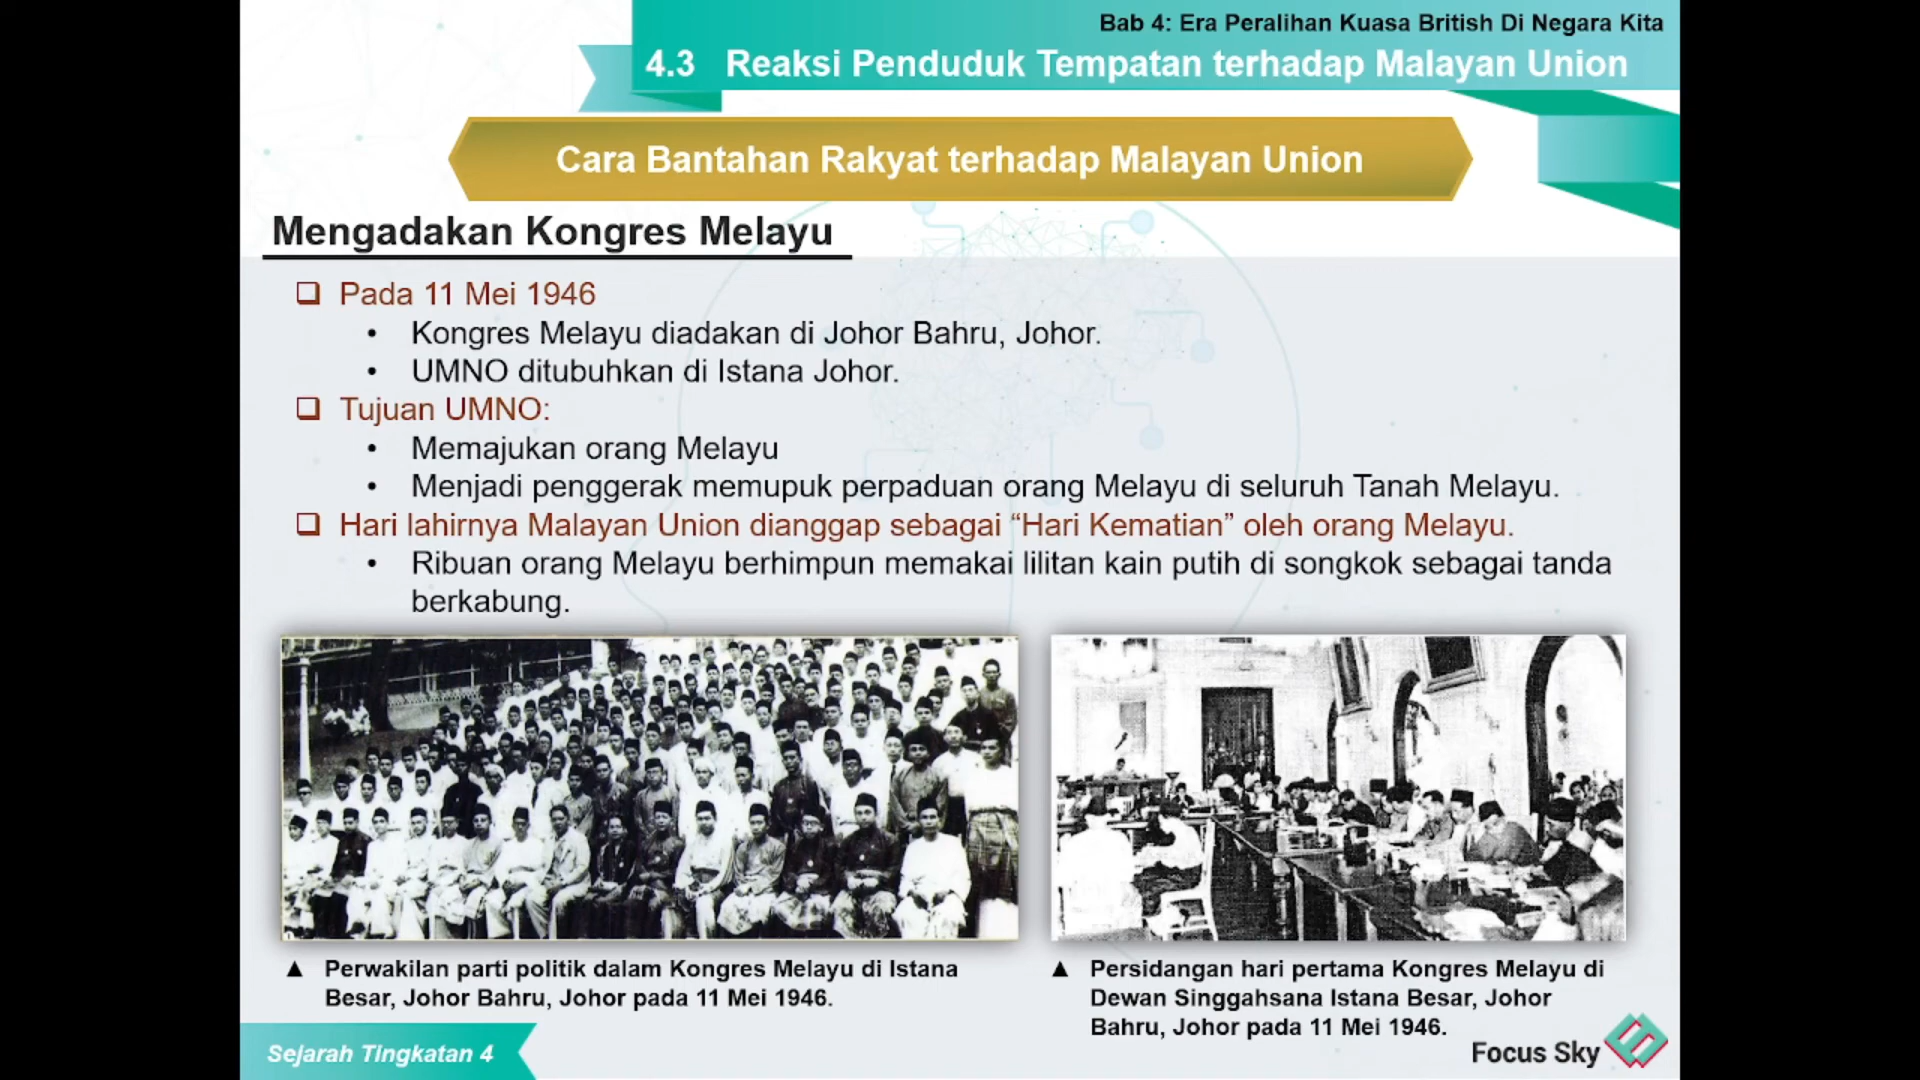 Bab 4: Era Peralihan Kuasa British Di Negara Kita
4.3 Reaksi Penduduk Tempatan terhadap Malayan Union
Cara Bantahan Rakyat terhadap Malayan Union
Mengadakan Kongres Melayu
❑ Pada 11 Mei 1946
• Kongres Melayu diadakan di Johor Bahru, Johor.
• UMNO ditubuhkan di Istana Johor.
❑ Tujuan UMNO:
• Memajukan orang Melayu
• Menjadi penggerak memupuk perpaduan orang Melayu di seluruh Tanah Melayu.
❑ Hari lahirnya Malayan Union dianggap sebagai “Hari Kematian” oleh orang Melayu.
• Ribuan orang Melayu berhimpun memakai lilitan kain putih di songkok sebagai tanda
berkabung.
▲ Perwakilan parti politik dalam Kongres Melayu di Istana
Besar, Johor Bahru, Johor pada 11 Mei 1946.
▲ Persidangan hari pertama Kongres Melayu di
Dewan Singgahsana Istana Besar, Johor
Bahru, Johor pada 11 Mei 1946.
Sejarah Tingkatan 4
Focus Sky